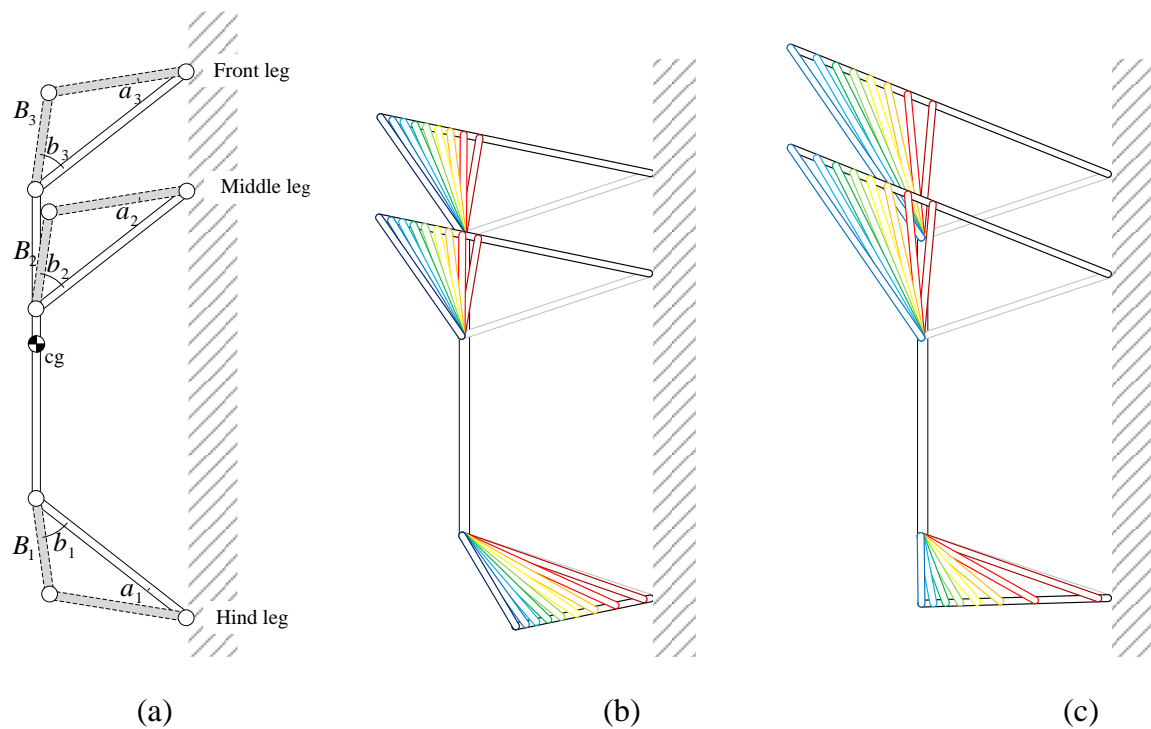 Front leg
a3
B3
b3
Middle leg
a2
B2
b2
cg
B1
b1
a1
Hind leg
(a)
(b)
(c)